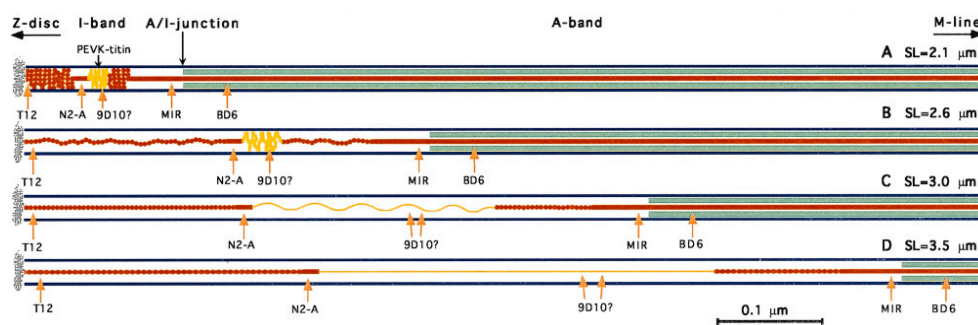 Z-disc I-band A/I-junction A-band M-line
PEVK-titin
A SL=2.1 µm
T12 N2-A 9D10? MIR BD6
B SL=2.6 µm
T12 N2-A 9D10? MIR BD6
C SL=3.0 µm
T12 N2-A 9D10? MIR BD6
D SL=3.5 µm
T12 N2-A 9D10? MIR BD6
0.1 µm